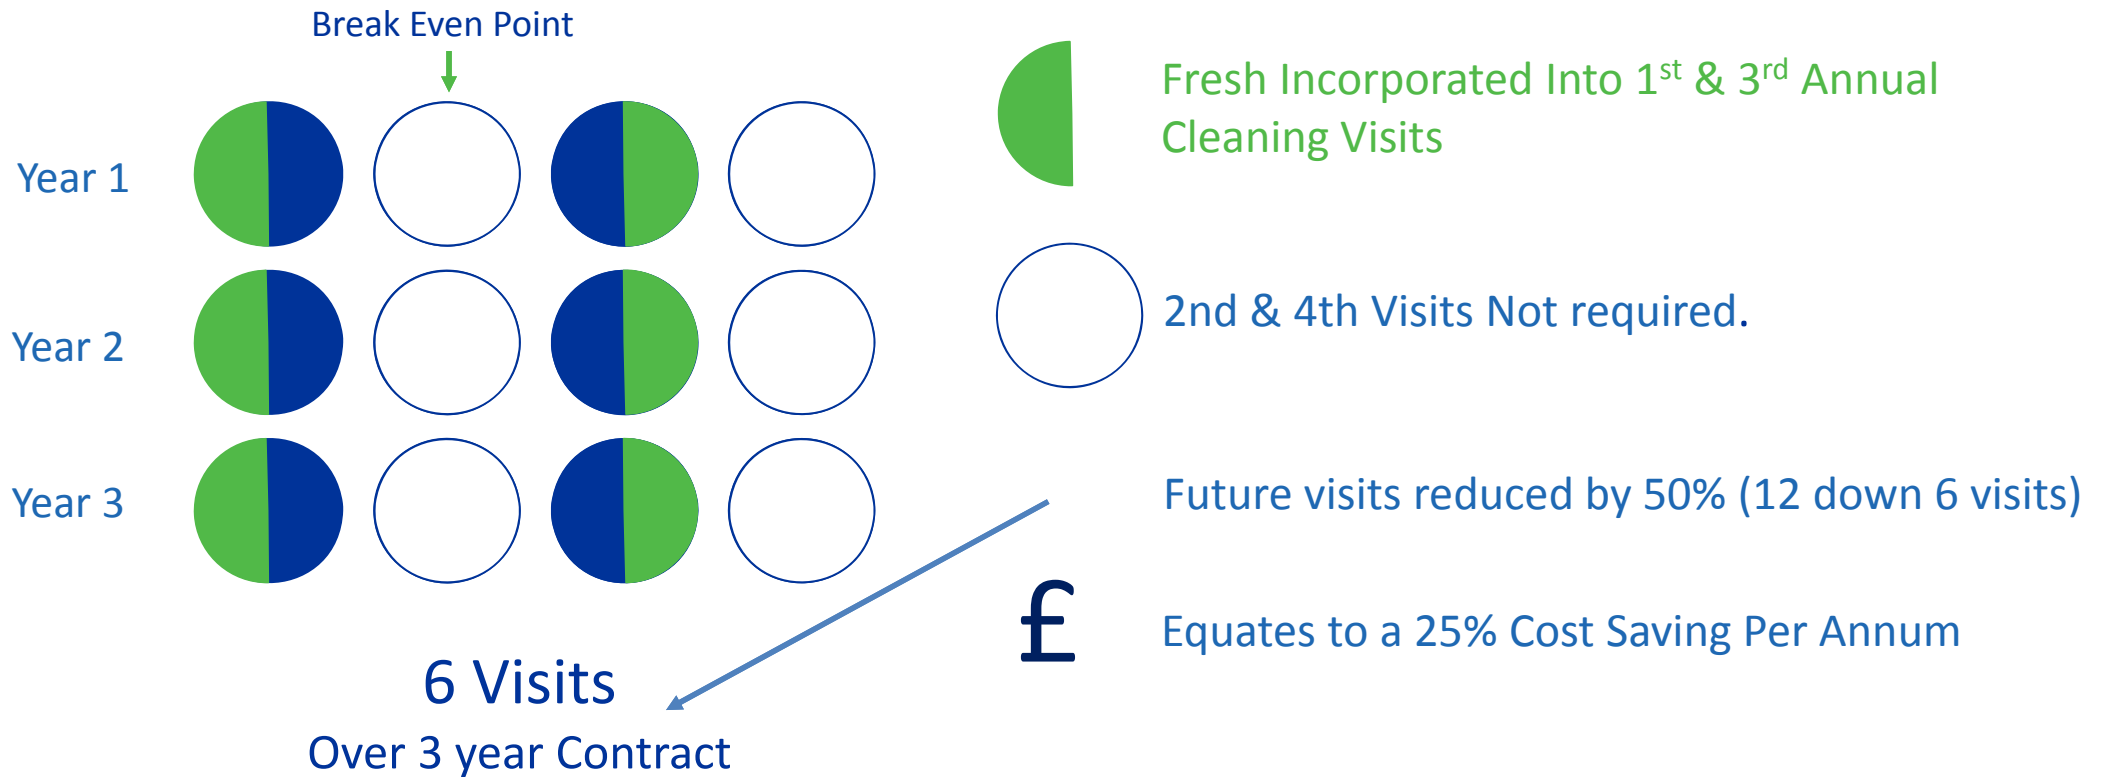 Break Even Point
Year 1
Year 2
Year 3
6 Visits
Over 3 year Contract
Fresh Incorporated Into 1st & 3rd Annual
Cleaning Visits
2nd & 4th Visits Not required.
Future visits reduced by 50% (12 down 6 visits)
£
Equates to a 25% Cost Saving Per Annum